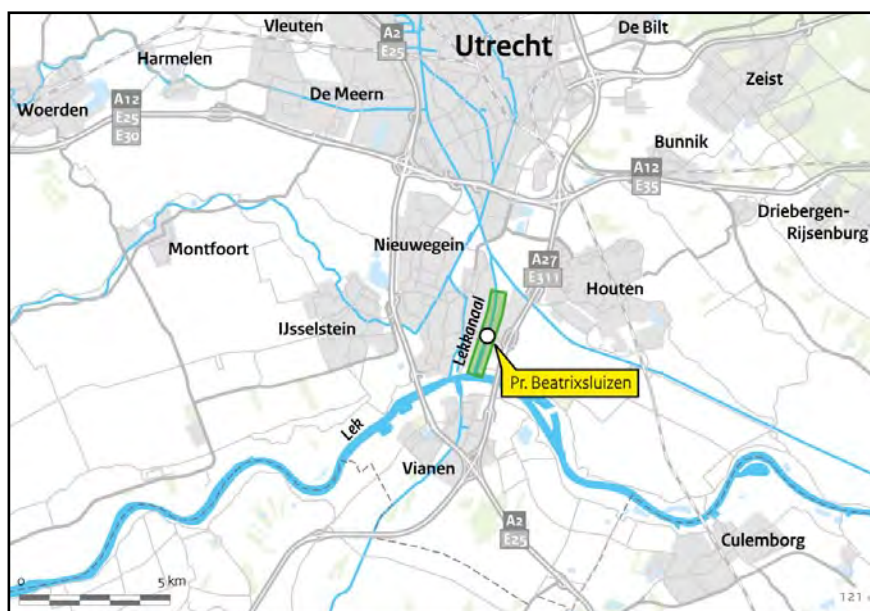 Vleuten
A2
E25
Utrecht
De Bilt
Harmelen
Zeist
Woerden
A12
E25
E30
De Meern
Bunnik
A12
E35
Driebergen-
Rijsenburg
Montfoort
Nieuwegein
A27
E311
Houten
IJsselstein
Lekkanaal
Pr. Beatrixsluizen
Lek
Vianen
A2
E25
Culemborg
0
5 km
121